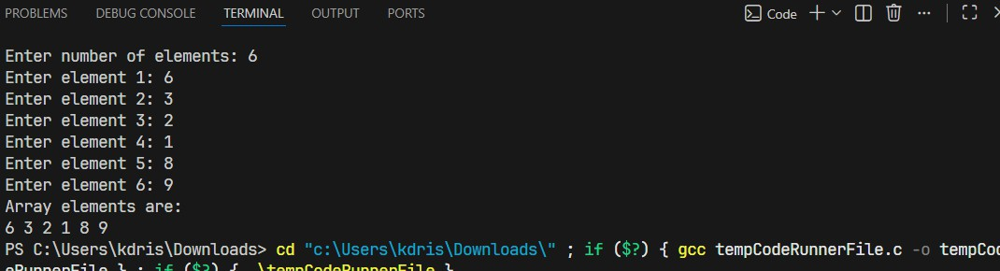 PROBLEMS DEBUG CONSOLE TERMINAL OUTPUT PORTS Code
Enter number of elements: 6
Enter element 1: 6
Enter element 2: 3
Enter element 3: 2
Enter element 4: 1
Enter element 5: 8
Enter element 6: 9
Array elements are:
6 3 2 1 8 9
PS C:\Users\kdris\Downloads> cd "c:\Users\kdris\Downloads\" ; if ($?) { gcc tempCodeRunnerFile.c -o tempCo
eRunnerFile } ; if ($?) { .\tempCodeRunnerFile }